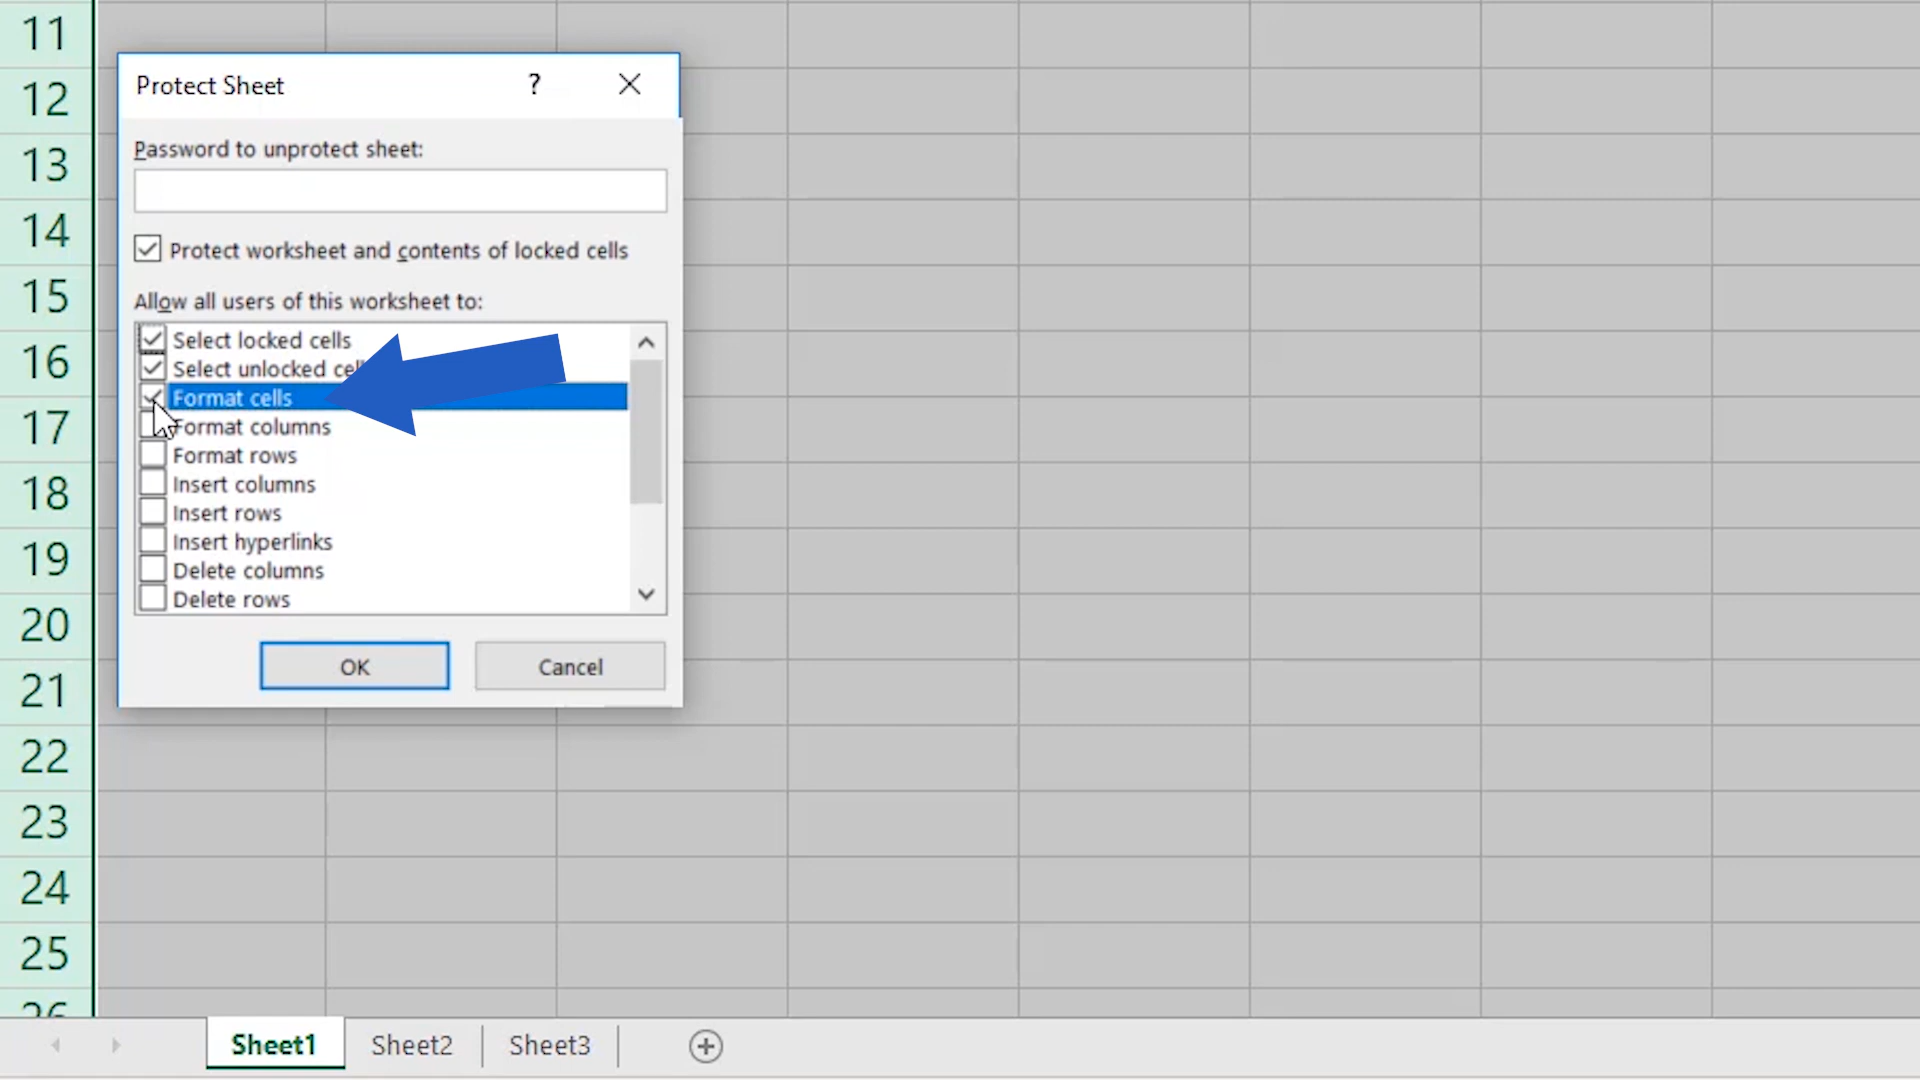 11
12
13
14
15
16
17
18
19
20
21
22
23
24
25
26
Protect Sheet ?
Password to unprotect sheet:
Protect worksheet and contents of locked cells
Allow all users of this worksheet to:
Select locked cells
Select unlocked
Format cells
Format columns
Format rows
Insert columns
Insert rows
Insert hyperlinks
Delete columns
Delete rows
OK Cancel
Sheet1 Sheet2 Sheet3